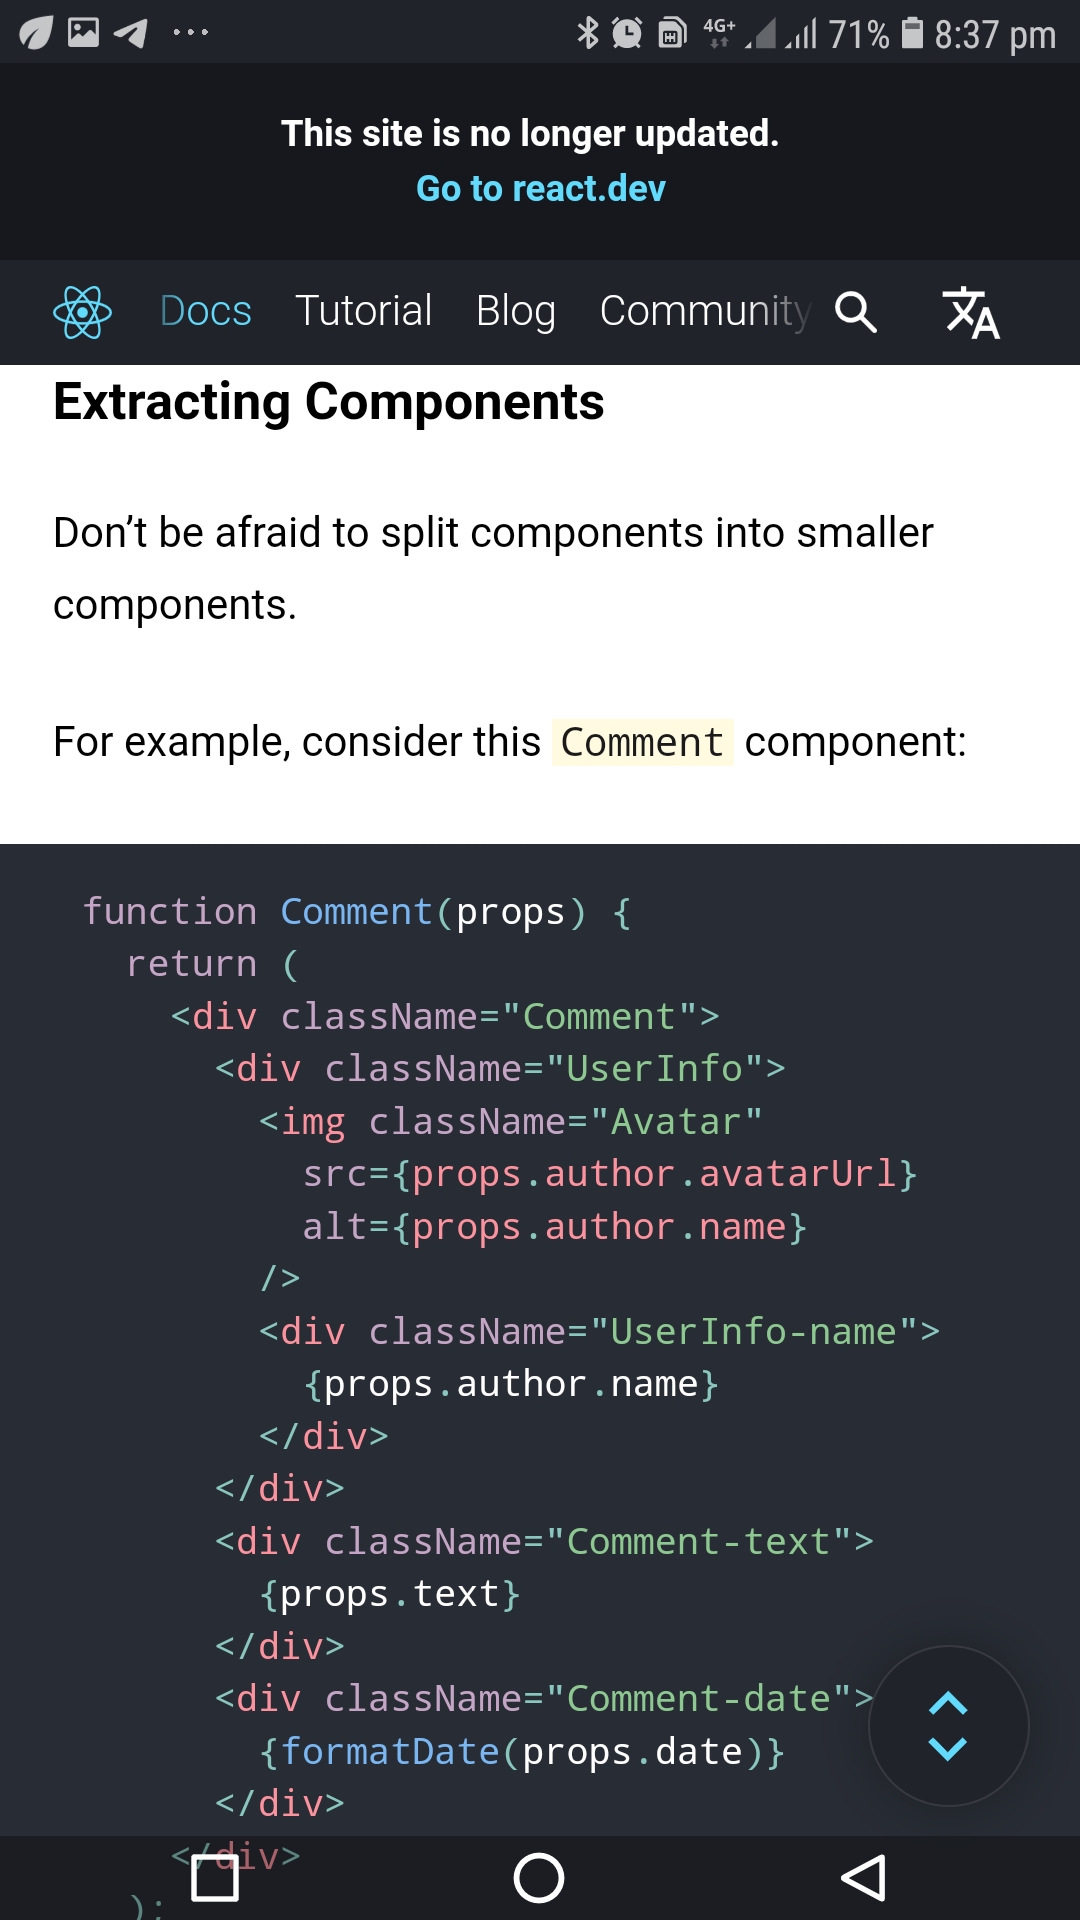 71% 8:37 pm
4G+
This site is no longer updated.
Go to react.dev
Docs Tutorial Blog Community
Extracting Components
Don’t be afraid to split components into smaller
components.
For example, consider this Comment component:
function Comment(props) {
  return (
    <div className="Comment">
      <div className="UserInfo">
        <img className="Avatar"
          src={props.author.avatarUrl}
          alt={props.author.name}
        />
        <div className="UserInfo-name">
          {props.author.name}
        </div>
      </div>
      <div className="Comment-text">
        {props.text}
      </div>
      <div className="Comment-date">
        {formatDate(props.date)}
      </div>
    </div>
  );